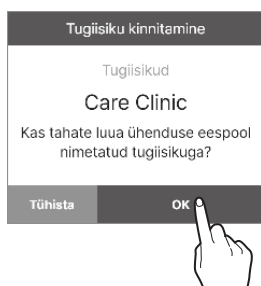 Tugiisiku kinnitamine
Tugiisikud
Care Clinic
Kas tahate luua ühenduse eespool
nimetatud tugiisikuga?
Tühista
OK